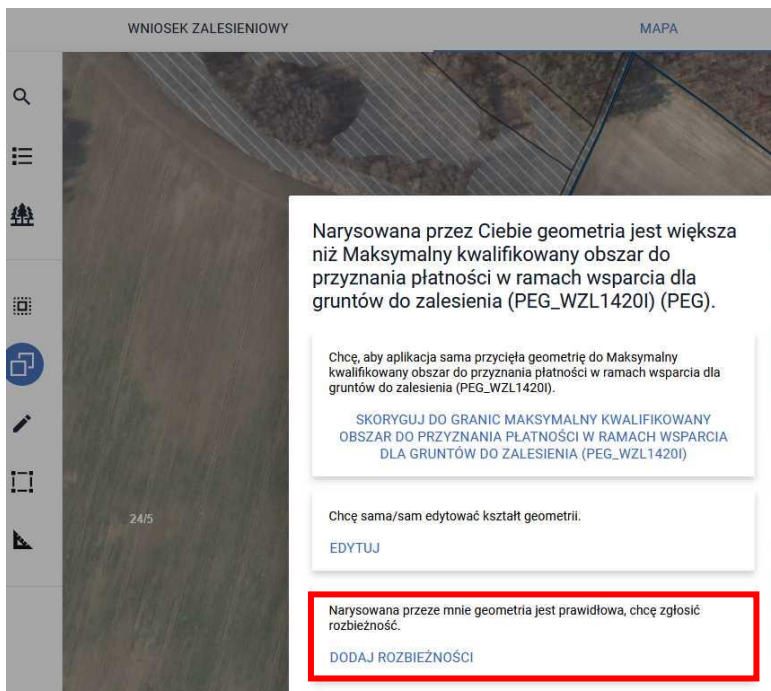 WNIOSEK ZALESIENIOWY
MAPA
Narysowana przez Ciebie geometria jest większa
niż Maksymalny kwalifikowany obszar do
przyznania płatności w ramach wsparcia dla
gruntów do zalesienia (PEG_WZL1420I) (PEG).
Chcę, aby aplikacja sama przycięła geometrię do Maksymalny
kwalifikowany obszar do przyznania płatności w ramach wsparcia dla
gruntów do zalesienia (PEG_WZL1420I).
SKORYGUJ DO GRANIC MAKSYMALNY KWALIFIKOWANY
OBSZAR DO PRZYZNANIA PŁATNOŚCI W RAMACH WSPARCIA
DLA GRUNTÓW DO ZALESIENIA (PEG_WZL1420I)
24/5
Chcę sama/sam edytować kształt geometrii.
EDYTUJ
Narysowana przeze mnie geometria jest prawidłowa, chcę zgłosić
rozbieżność.
DODAJ ROZBIEŻNOŚCI